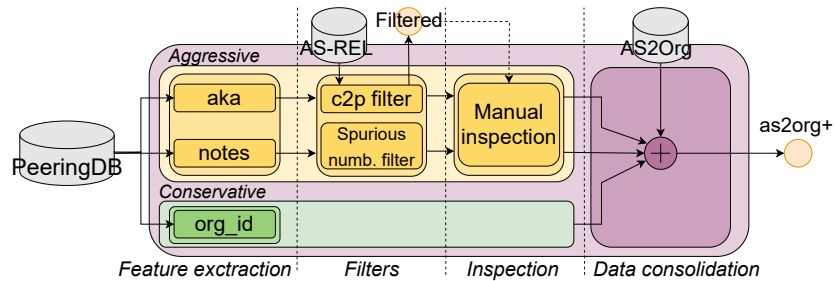 Filtered
AS-REL
AS2Org
Aggressive
aka
c2p filter
Manual
inspection
notes
Spurious
numb. filter
PeeringDB
as2org+
Conservative
org_id
Feature exctraction
Filters
Inspection
Data consolidation